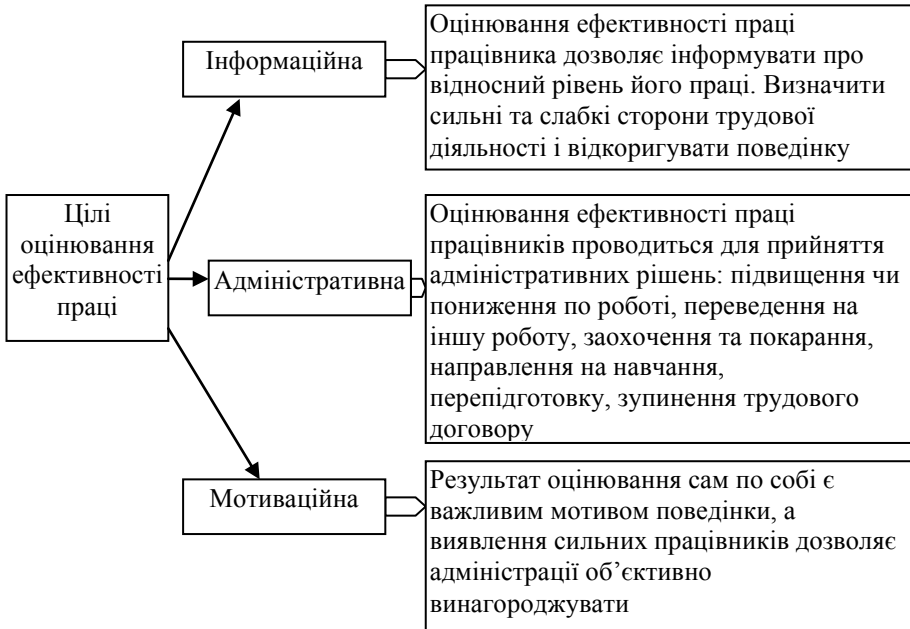 Цілі
оцінювання
ефективності
праці
Інформаційна
Оцінювання ефективності праці
працівника дозволяє інформувати про
відносний рівень його праці. Визначити
сильні та слабкі сторони трудової
діяльності і відкоригувати поведінку
Адміністративна
Оцінювання ефективності праці
працівників проводиться для прийняття
адміністративних рішень: підвищення чи
пониження по роботі, переведення на
іншу роботу, заохочення та покарання,
направлення на навчання,
перепідготовку, зупинення трудового
договору
Мотиваційна
Результат оцінювання сам по собі є
важливим мотивом поведінки, а
виявлення сильних працівників дозволяє
адміністрації об’єктивно
винагороджувати